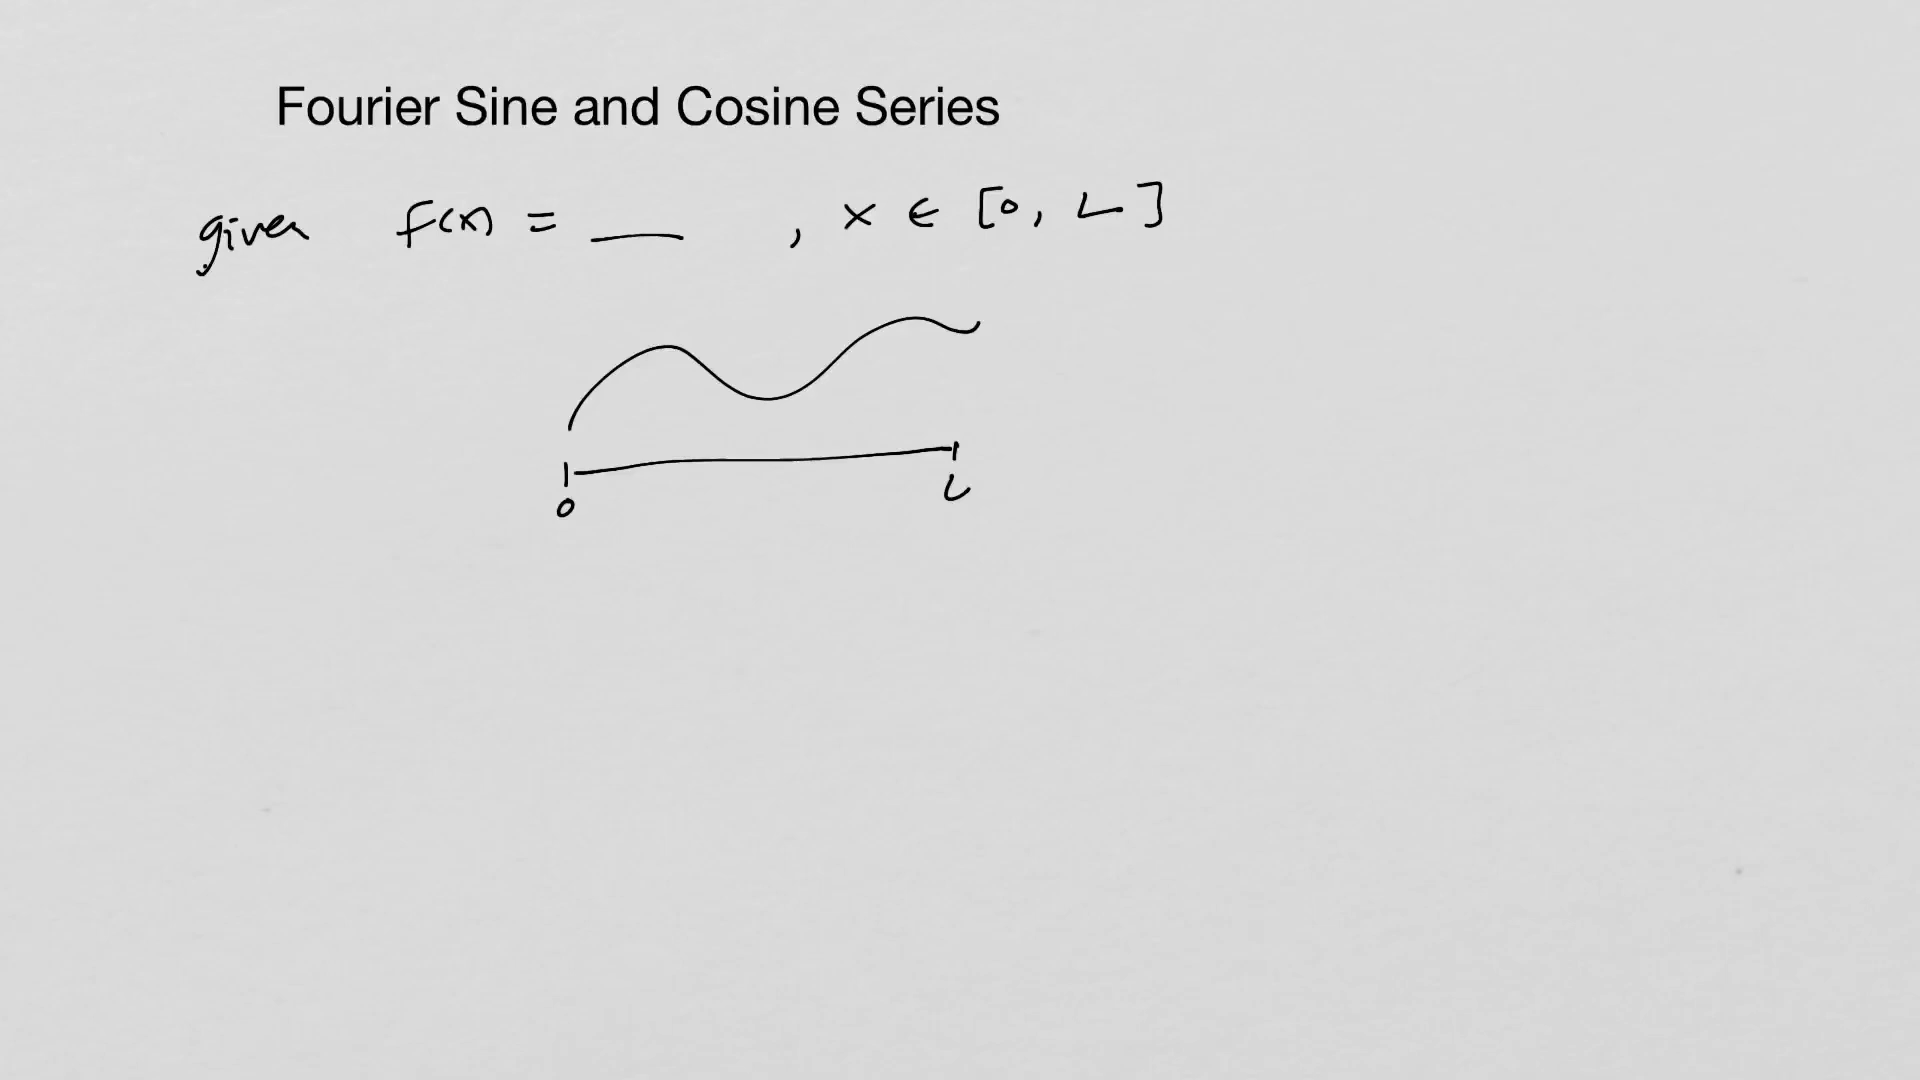 Fourier Sine and Cosine Series
given f(x) = ___ , x ∈ [0, L]
0 L